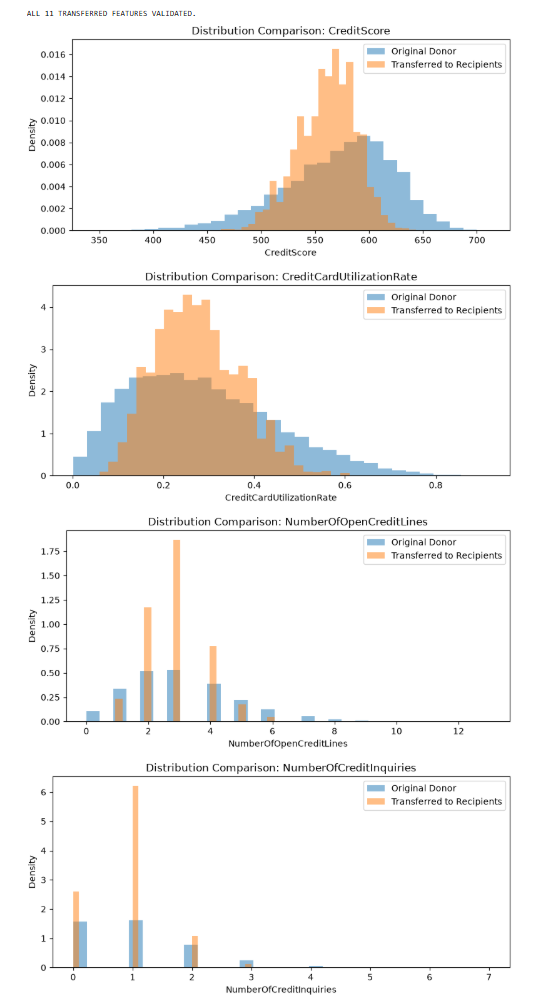 ALL 11 TRANSFERRED FEATURES VALIDATED.
Distribution Comparison: CreditScore
Original Donor
Transferred to Recipients
0.016
0.014
0.012
0.010
0.008
0.006
0.004
0.002
0.000
Density
350 400 450 500 550 600 650 700
CreditScore
Distribution Comparison: CreditCardUtilizationRate
Original Donor
Transferred to Recipients
4
3
2
1
0
Density
0.0 0.2 0.4 0.6 0.8
CreditCardUtilizationRate
Distribution Comparison: NumberOfOpenCreditLines
Original Donor
Transferred to Recipients
1.75
1.50
1.25
1.00
0.75
0.50
0.25
0.00
Density
0 2 4 6 8 10 12
NumberOfOpenCreditLines
Distribution Comparison: NumberOfCreditInquiries
Original Donor
Transferred to Recipients
6
5
4
3
2
1
0
Density
0 1 2 3 4 5 6 7
NumberOfCreditInquiries